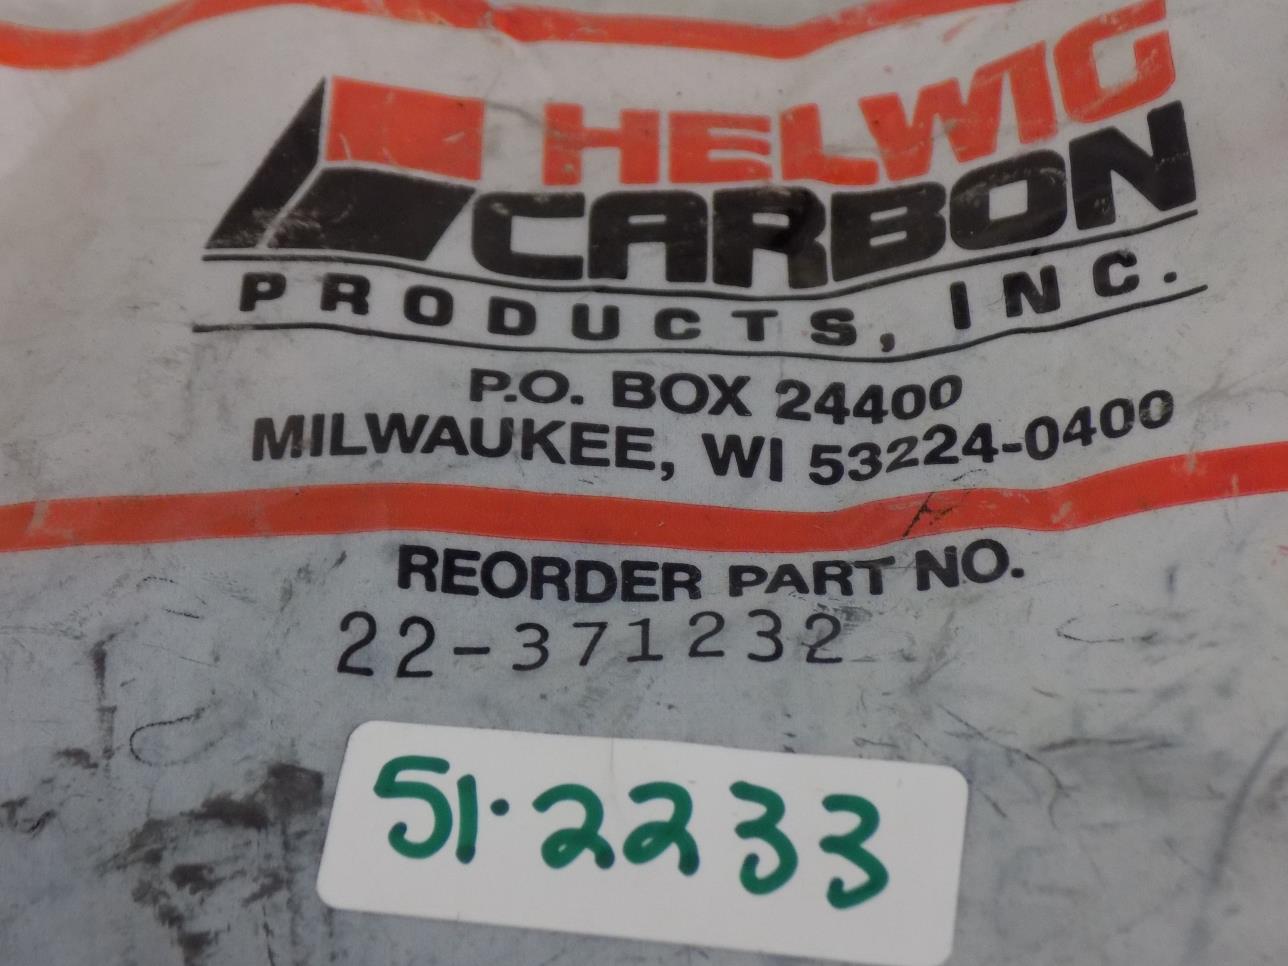 HELWIG
CARBON
PRODUCTS, INC.
P.O. BOX 24400
MILWAUKEE, WI 53224-0400
REORDER PART NO.
22-371232
51·2233